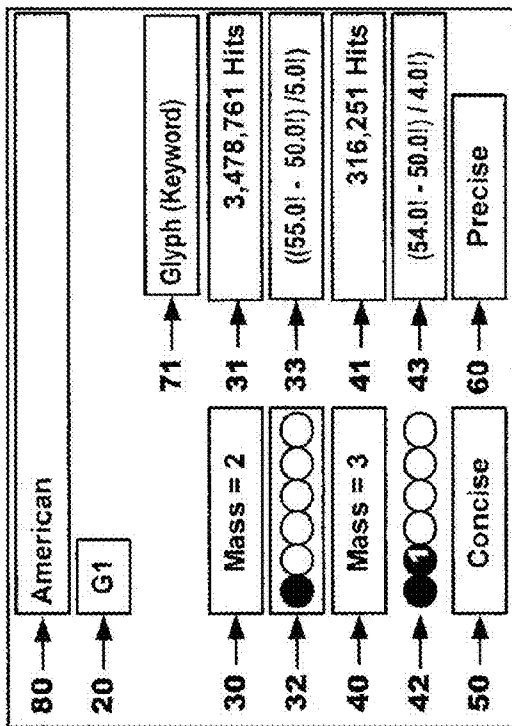 80 American
20 G1
71 Glyph (Keyword)
30 Mass = 2 31 3,478,761 Hits
32 33 ((55.0! - 50.0!) /5.0!)
40 Mass = 3 41 316,251 Hits
42 1 43 (54.0! - 50.0!) / 4.0!)
50 Concise 60 Precise